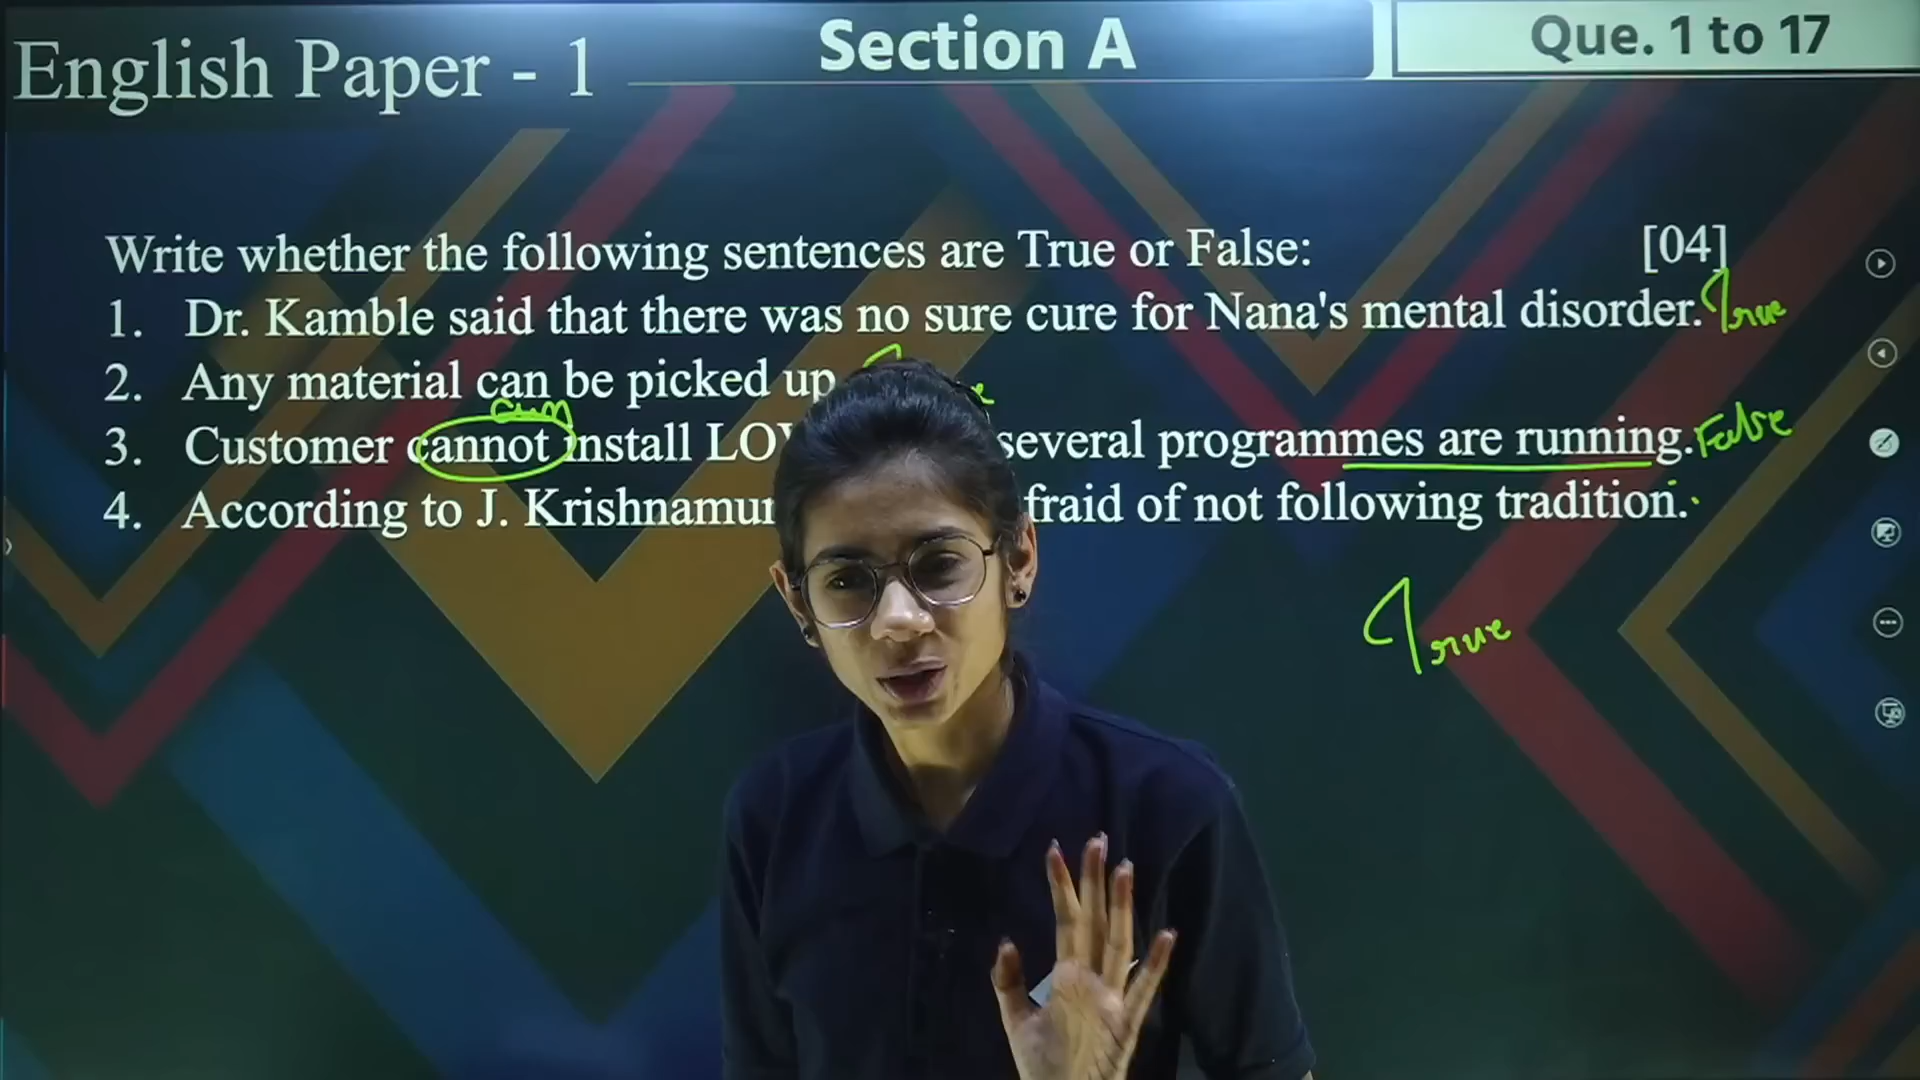 English Paper - 1
Section A
Que. 1 to 17
Write whether the following sentences are True or False: [04]
1. Dr. Kamble said that there was no sure cure for Nana's mental disorder. True
2. Any material can be picked up
can
3. Customer cannot install several programmes are running. False
4. According to J. of not following tradition.
True